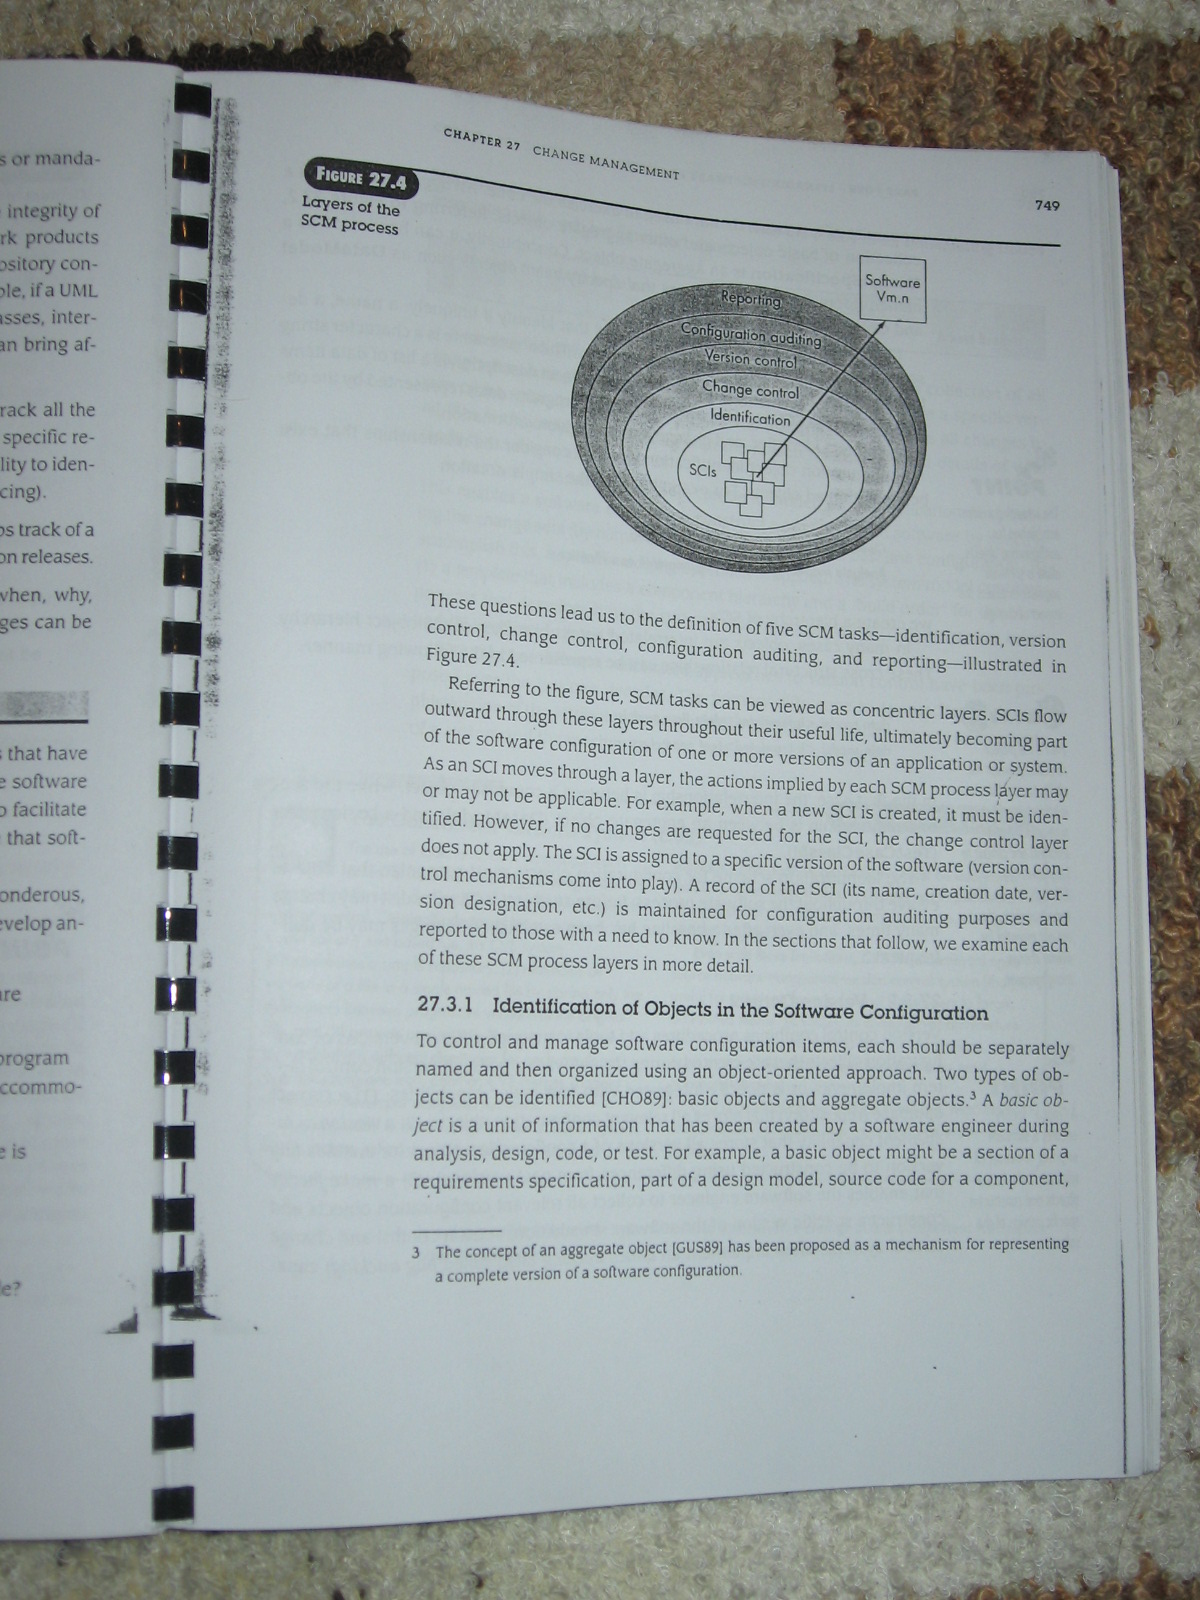 s or manda-
integrity of
rk products
ository con-
ole, if a UML
asses, inter-
an bring af-
rack all the
specific re-
lity to iden-
cing).
ps track of a
on releases.
when, why,
ges can be
s that have
e software
o facilitate
that soft-
onderous,
evelop an-
are
program
ccommo-
e is
le?
CHAPTER 27 CHANGE MANAGEMENT
749
FIGURE 27.4
Layers of the
SCM process
Software
Vm.n
Reporting
Configuration auditing
Version control
Change control
Identification
SCIs
These questions lead us to the definition of five SCM tasks—identification, version
control, change control, configuration auditing, and reporting—illustrated in
Figure 27.4.
Referring to the figure, SCM tasks can be viewed as concentric layers. SCIs flow
outward through these layers throughout their useful life, ultimately becoming part
of the software configuration of one or more versions of an application or system.
As an SCI moves through a layer, the actions implied by each SCM process layer may
or may not be applicable. For example, when a new SCI is created, it must be iden-
tified. However, if no changes are requested for the SCI, the change control layer
does not apply. The SCI is assigned to a specific version of the software (version con-
trol mechanisms come into play). A record of the SCI (its name, creation date, ver-
sion designation, etc.) is maintained for configuration auditing purposes and
reported to those with a need to know. In the sections that follow, we examine each
of these SCM process layers in more detail.
27.3.1 Identification of Objects in the Software Configuration
To control and manage software configuration items, each should be separately
named and then organized using an object-oriented approach. Two types of ob-
jects can be identified [CHO89]: basic objects and aggregate objects.³ A basic ob-
ject is a unit of information that has been created by a software engineer during
analysis, design, code, or test. For example, a basic object might be a section of a
requirements specification, part of a design model, source code for a component,
3 The concept of an aggregate object [GUS89] has been proposed as a mechanism for representing
a complete version of a software configuration.